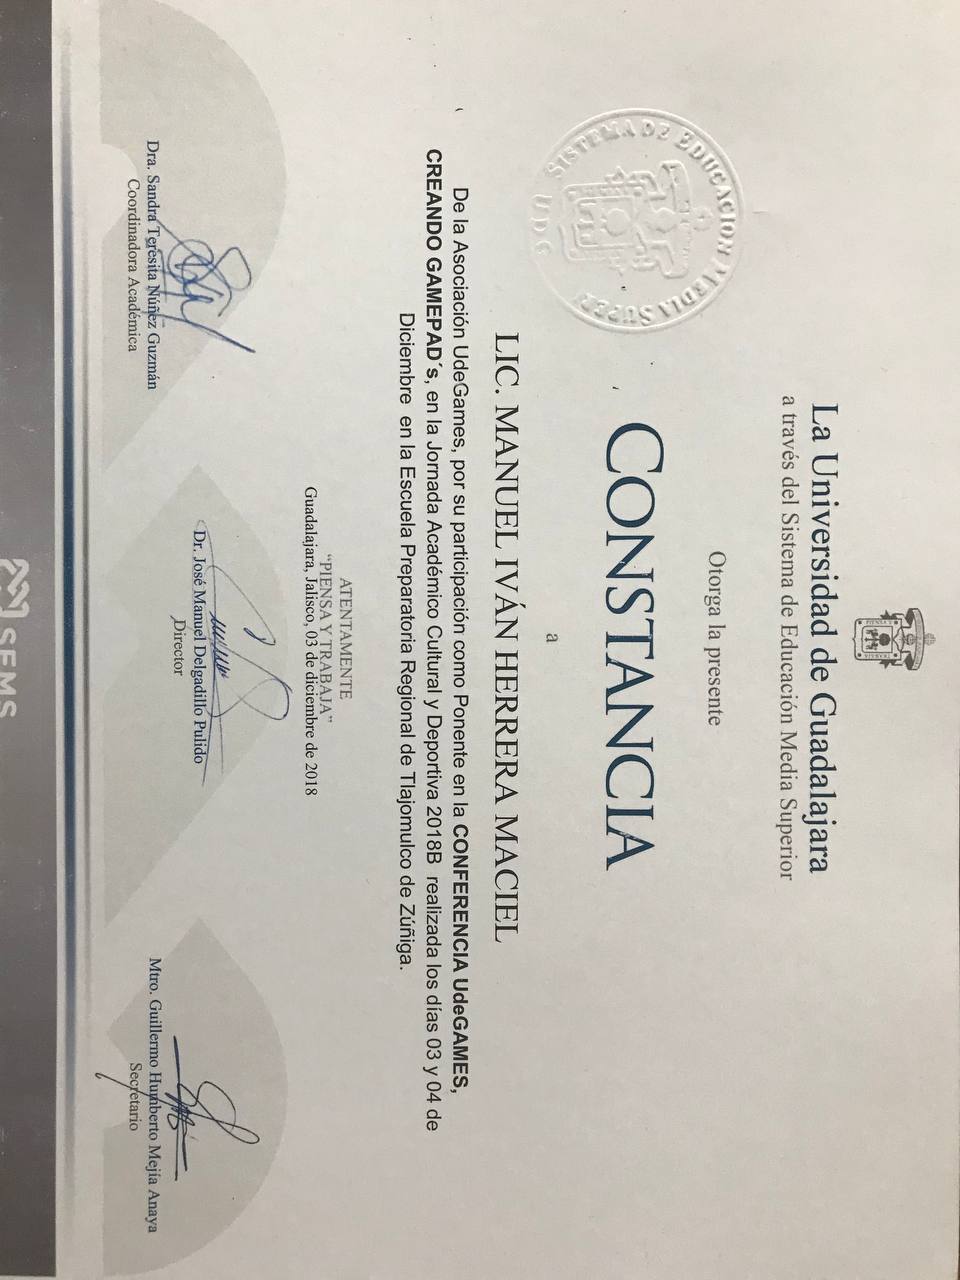 La Universidad de Guadalajara
a través del Sistema de Educación Media Superior
Otorga la presente
CONSTANCIA
SISTEMA DE EDUCACION MEDIA SUPER
UDG
a
LIC. MANUEL IVÁN HERRERA MACIEL
De la Asociación UdeGames, por su participación como Ponente en la CONFERENCIA UdeGAMES,
CREANDO GAMEPAD´s, en la Jornada Académico Cultural y Deportiva 2018B realizada los días 03 y 04 de
Diciembre en la Escuela Preparatoria Regional de Tlajomulco de Zúñiga.
ATENTAMENTE
“PIENSA Y TRABAJA”
Guadalajara, Jalisco, 03 de diciembre de 2018
Dr. José Manuel Delgadillo Pulido
Director
Dra. Sandra Teresita Núñez Guzmán
Coordinadora Académica
Mtro. Guillermo Humberto Mejía Anaya
Secretario
SEMS